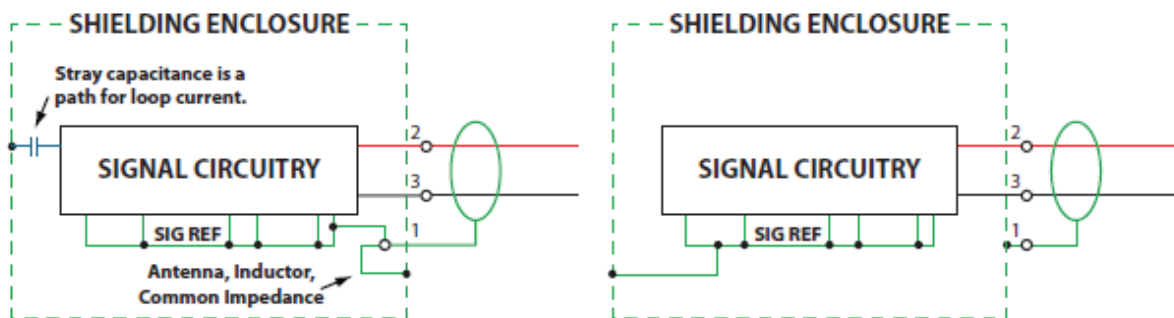 SHIELDING ENCLOSURE
Stray capacitance is a
path for loop current.
SIGNAL CIRCUITRY
2
3
1
SIG REF
Antenna, Inductor,
Common Impedance
SHIELDING ENCLOSURE
SIGNAL CIRCUITRY
2
3
1
SIG REF